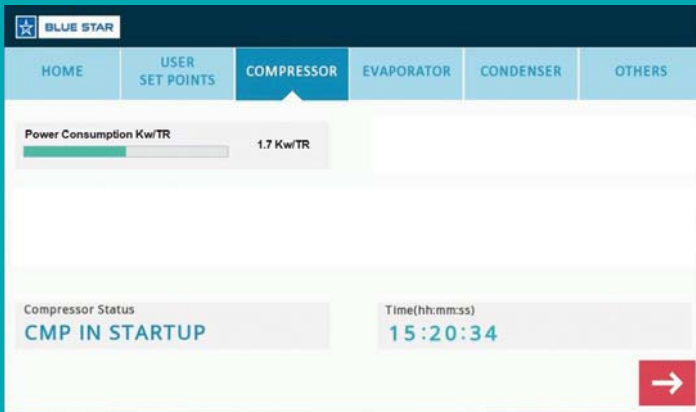 BLUE STAR
HOME
USER
SET POINTS
COMPRESSOR
EVAPORATOR
CONDENSER
OTHERS
Power Consumption Kw/TR
1.7 Kw/TR
Compressor Status
CMP IN STARTUP
Time(hh:mm:ss)
15:20:34